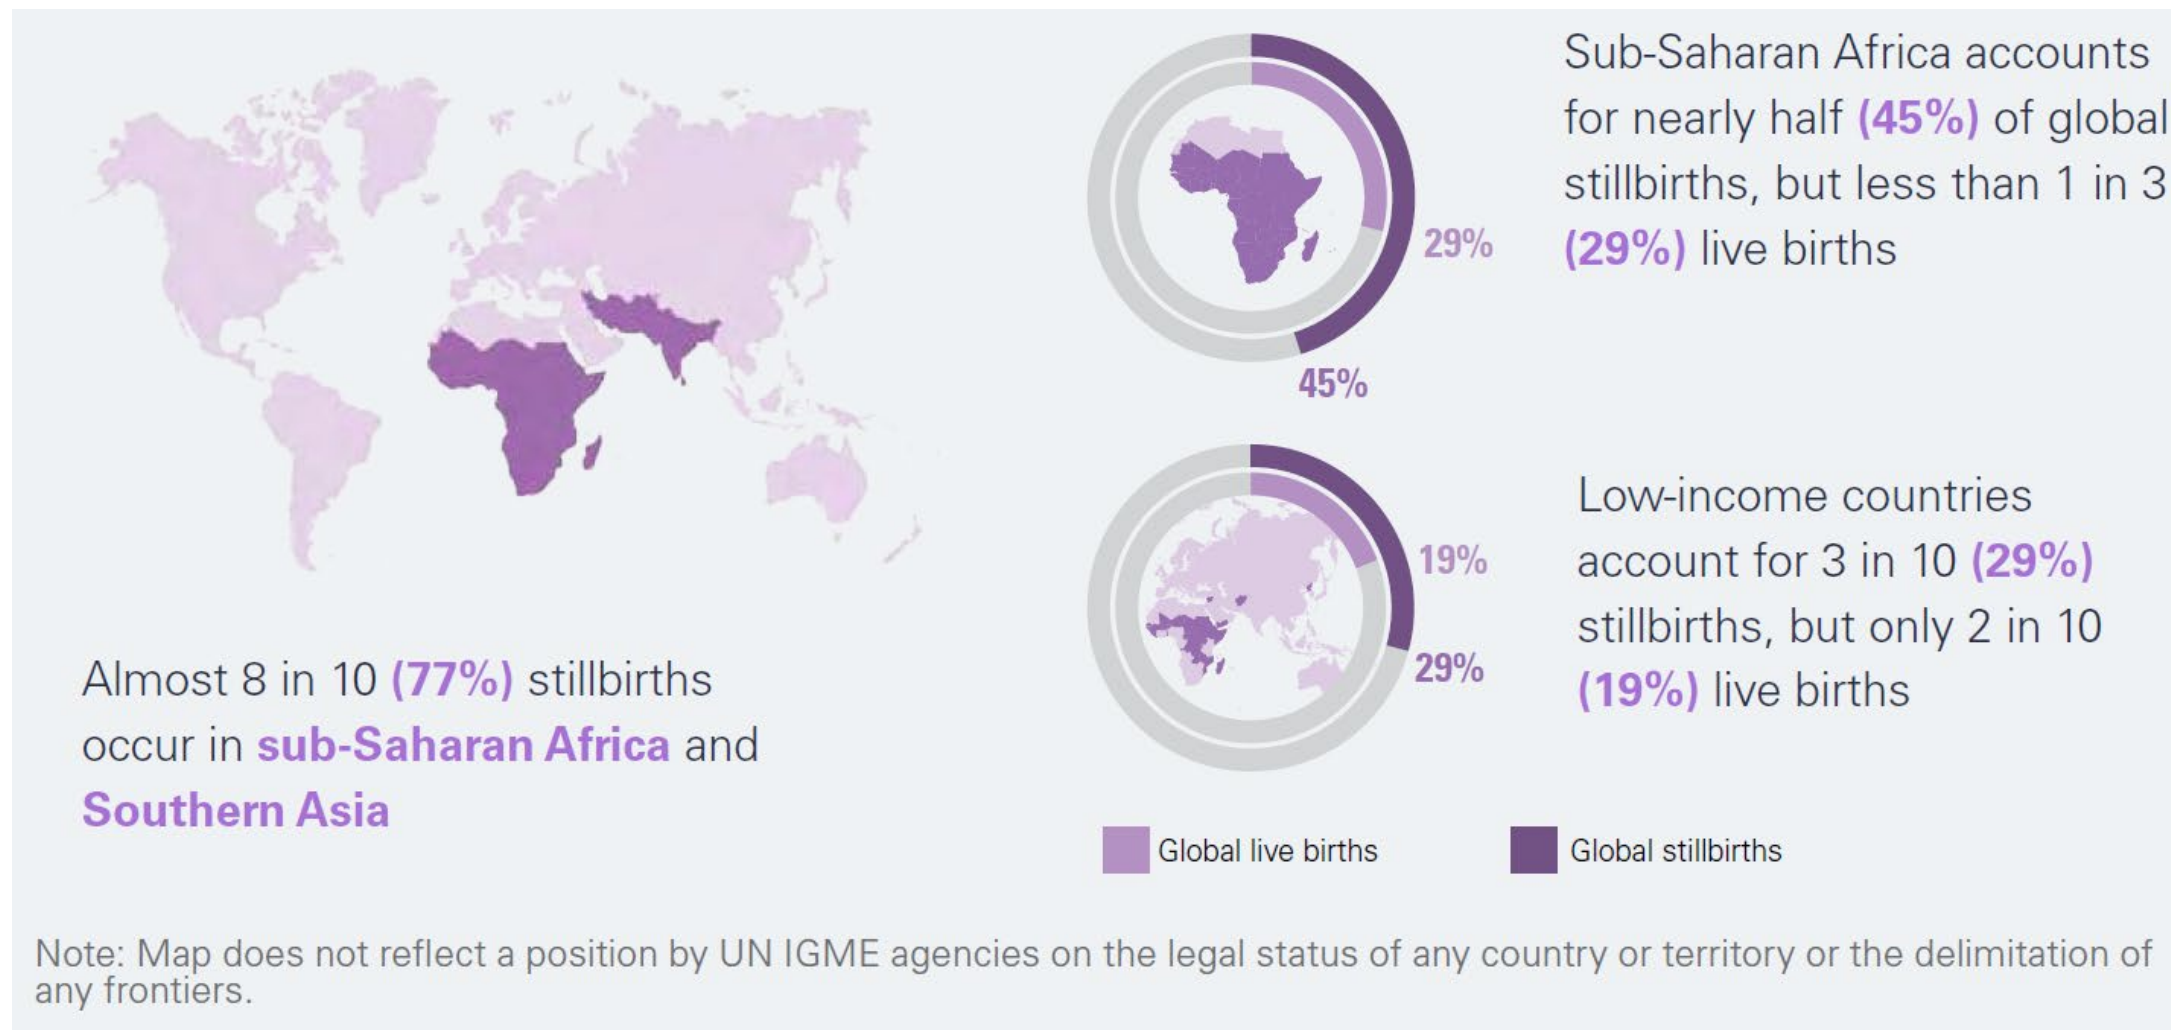 Sub-Saharan Africa accounts
for nearly half (45%) of global
stillbirths, but less than 1 in 3
(29%) live births
29%
45%
Low-income countries
account for 3 in 10 (29%)
stillbirths, but only 2 in 10
(19%) live births
19%
29%
Almost 8 in 10 (77%) stillbirths
occur in sub-Saharan Africa and
Southern Asia
Global live births
Global stillbirths
Note: Map does not reflect a position by UN IGME agencies on the legal status of any country or territory or the delimitation of
any frontiers.